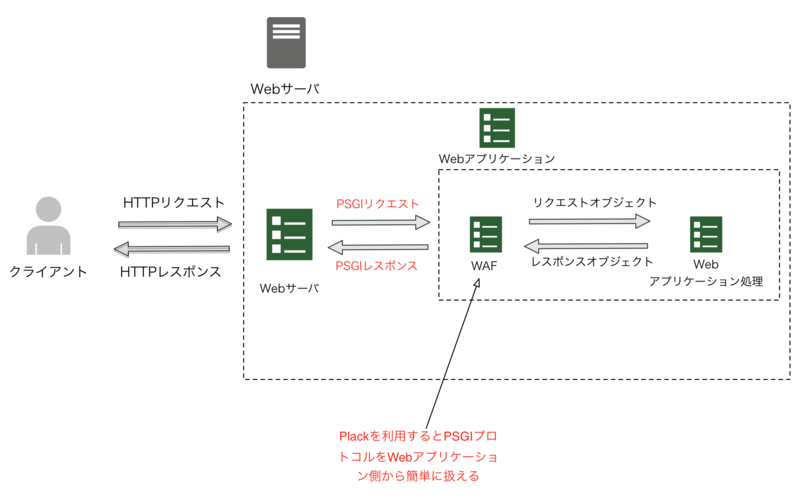 Webサーバ
Webアプリケーション
HTTPリクエスト
PSGIリクエスト
リクエストオブジェクト
クライアント
HTTPレスポンス
Webサーバ
PSGIレスポンス
WAF
レスポンスオブジェクト
Web
アプリケーション処理
Plackを利用するとPSGIプロ
トコルをWebアプリケーショ
ン側から簡単に扱える